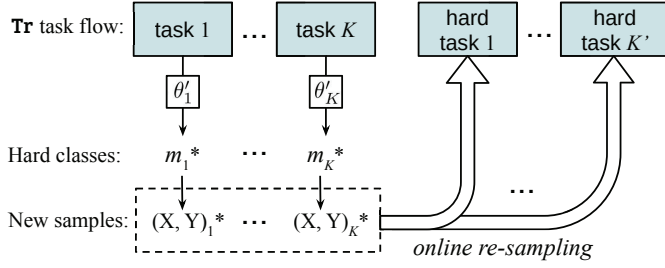 Tr task flow: task 1 ... task K hard task 1 ... hard task K'
θ′1 θ′K
Hard classes: m1* ... mK*
...
New samples: (X, Y)1* ... (X, Y)K*
online re-sampling